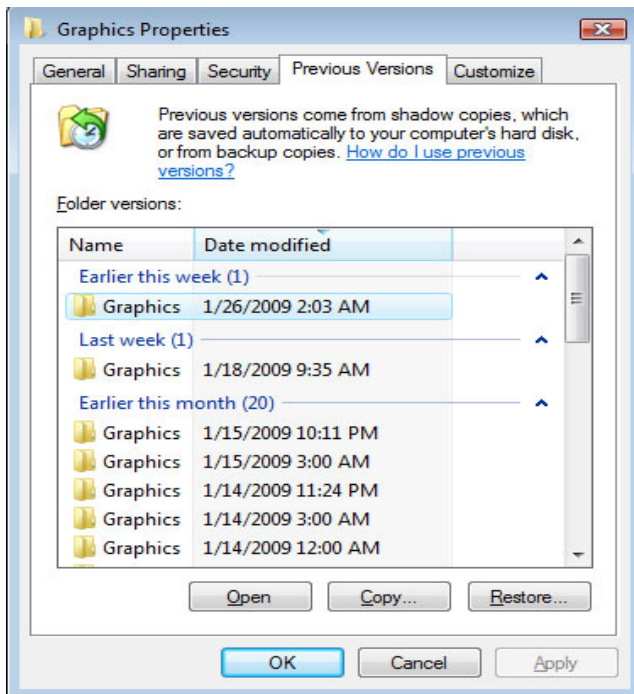 Graphics Properties
General Sharing Security Previous Versions Customize
Previous versions come from shadow copies, which
are saved automatically to your computer's hard disk,
or from backup copies. How do I use previous
versions?
Folder versions:
Name Date modified
Earlier this week (1)
Graphics 1/26/2009 2:03 AM
Last week (1)
Graphics 1/18/2009 9:35 AM
Earlier this month (20)
Graphics 1/15/2009 10:11 PM
Graphics 1/15/2009 3:00 AM
Graphics 1/14/2009 11:24 PM
Graphics 1/14/2009 3:00 AM
Graphics 1/14/2009 12:00 AM
Open Copy... Restore...
OK Cancel Apply